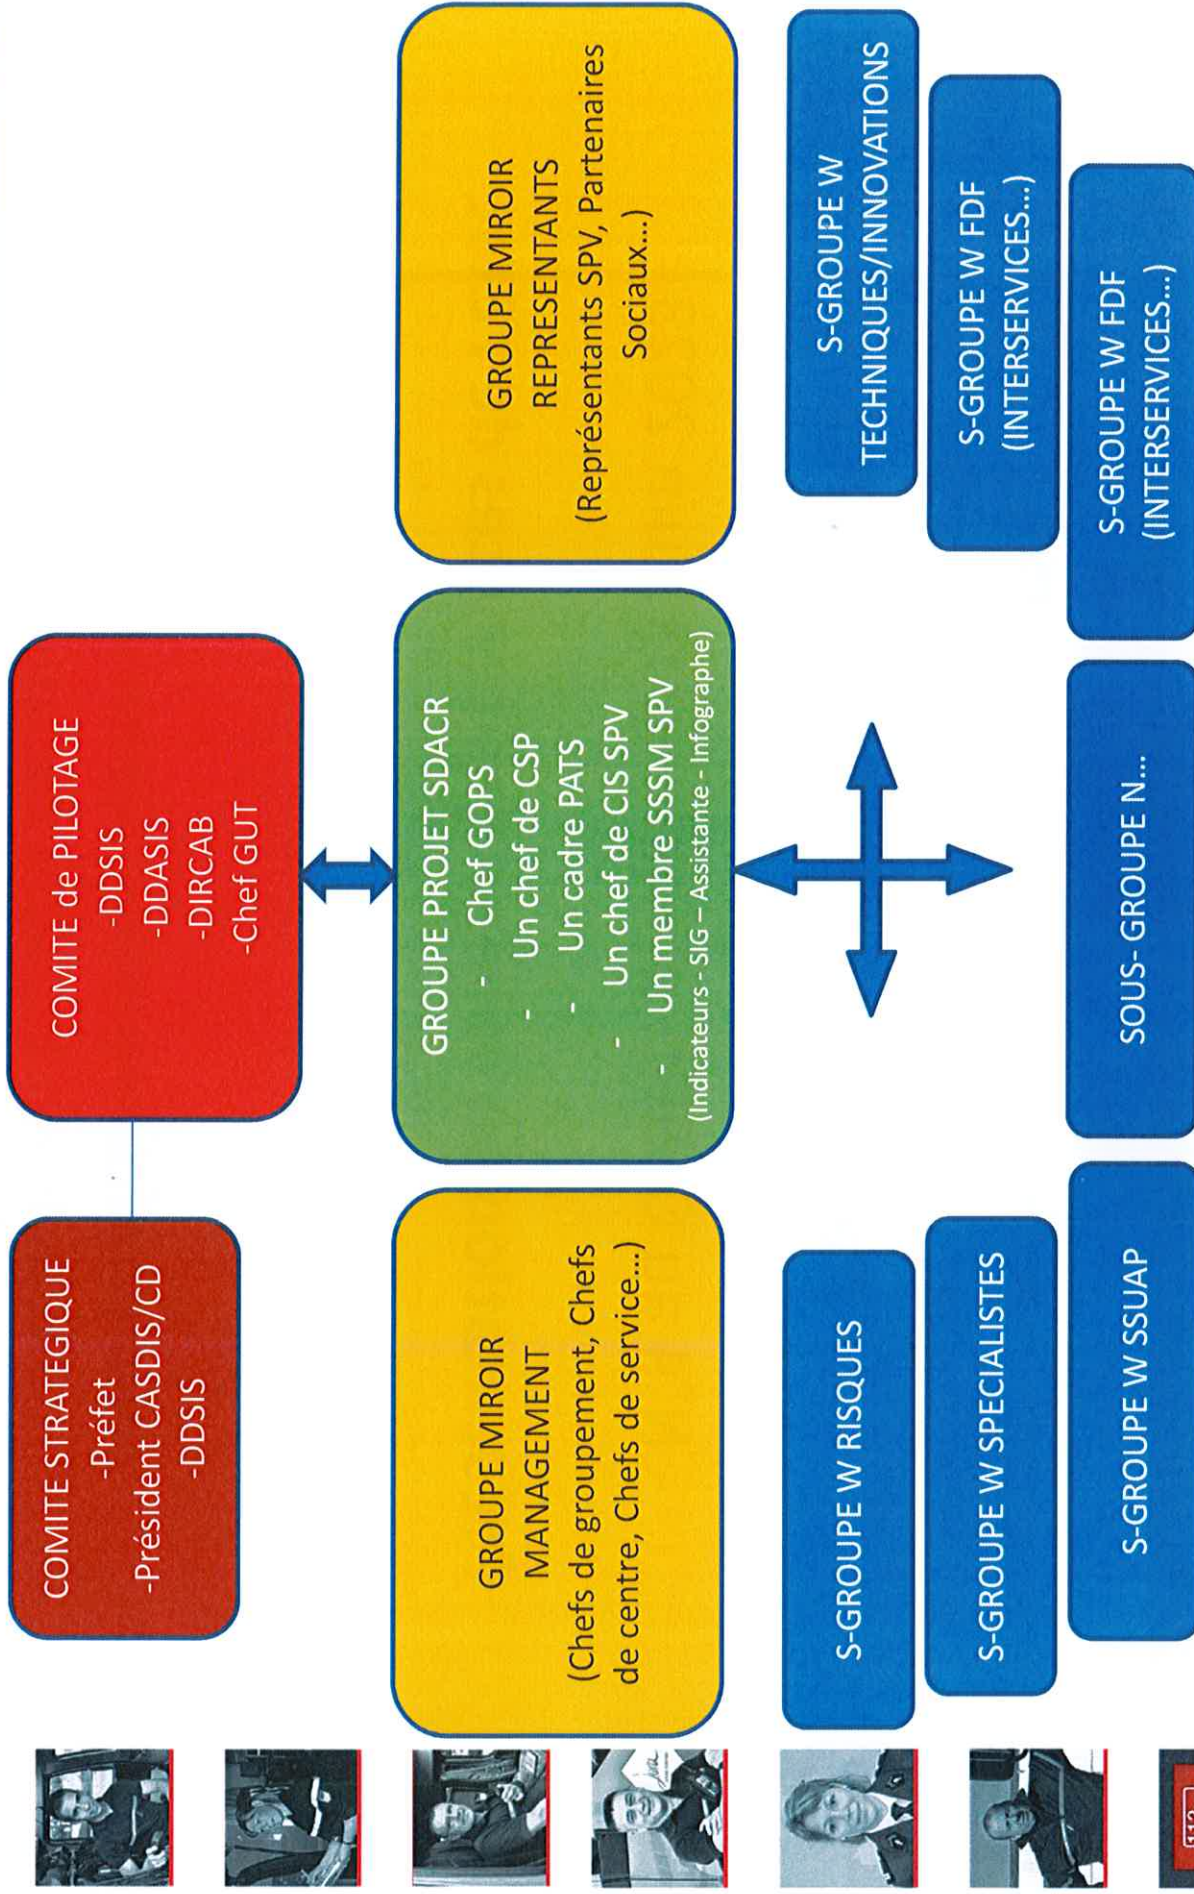 COMITE STRATEGIQUE
-Préfet
-Président CASDIS/CD
-DDSIS
COMITE de PILOTAGE
-DDSIS
-DDASIS
-DIRCAB
-Chef GUT
GROUPE MIROIR
MANAGEMENT
(Chefs de groupement, Chefs
de centre, Chefs de service...)
GROUPE PROJET SDACR
- Chef GOPS
- Un chef de CSP
- Un cadre PATS
- Un chef de CIS SPV
- Un membre SSSM SPV
(Indicateurs - SIG – Assistante - Infographe)
GROUPE MIROIR
REPRESENTANTS
(Représentants SPV, Partenaires
Sociaux...)
S-GROUPE W RISQUES
S-GROUPE W SPECIALISTES
S-GROUPE W SSUAP
SOUS- GROUPE N...
S-GROUPE W
TECHNIQUES/INNOVATIONS
S-GROUPE W FDF
(INTERSERVICES...)
S-GROUPE W FDF
(INTERSERVICES...)
112